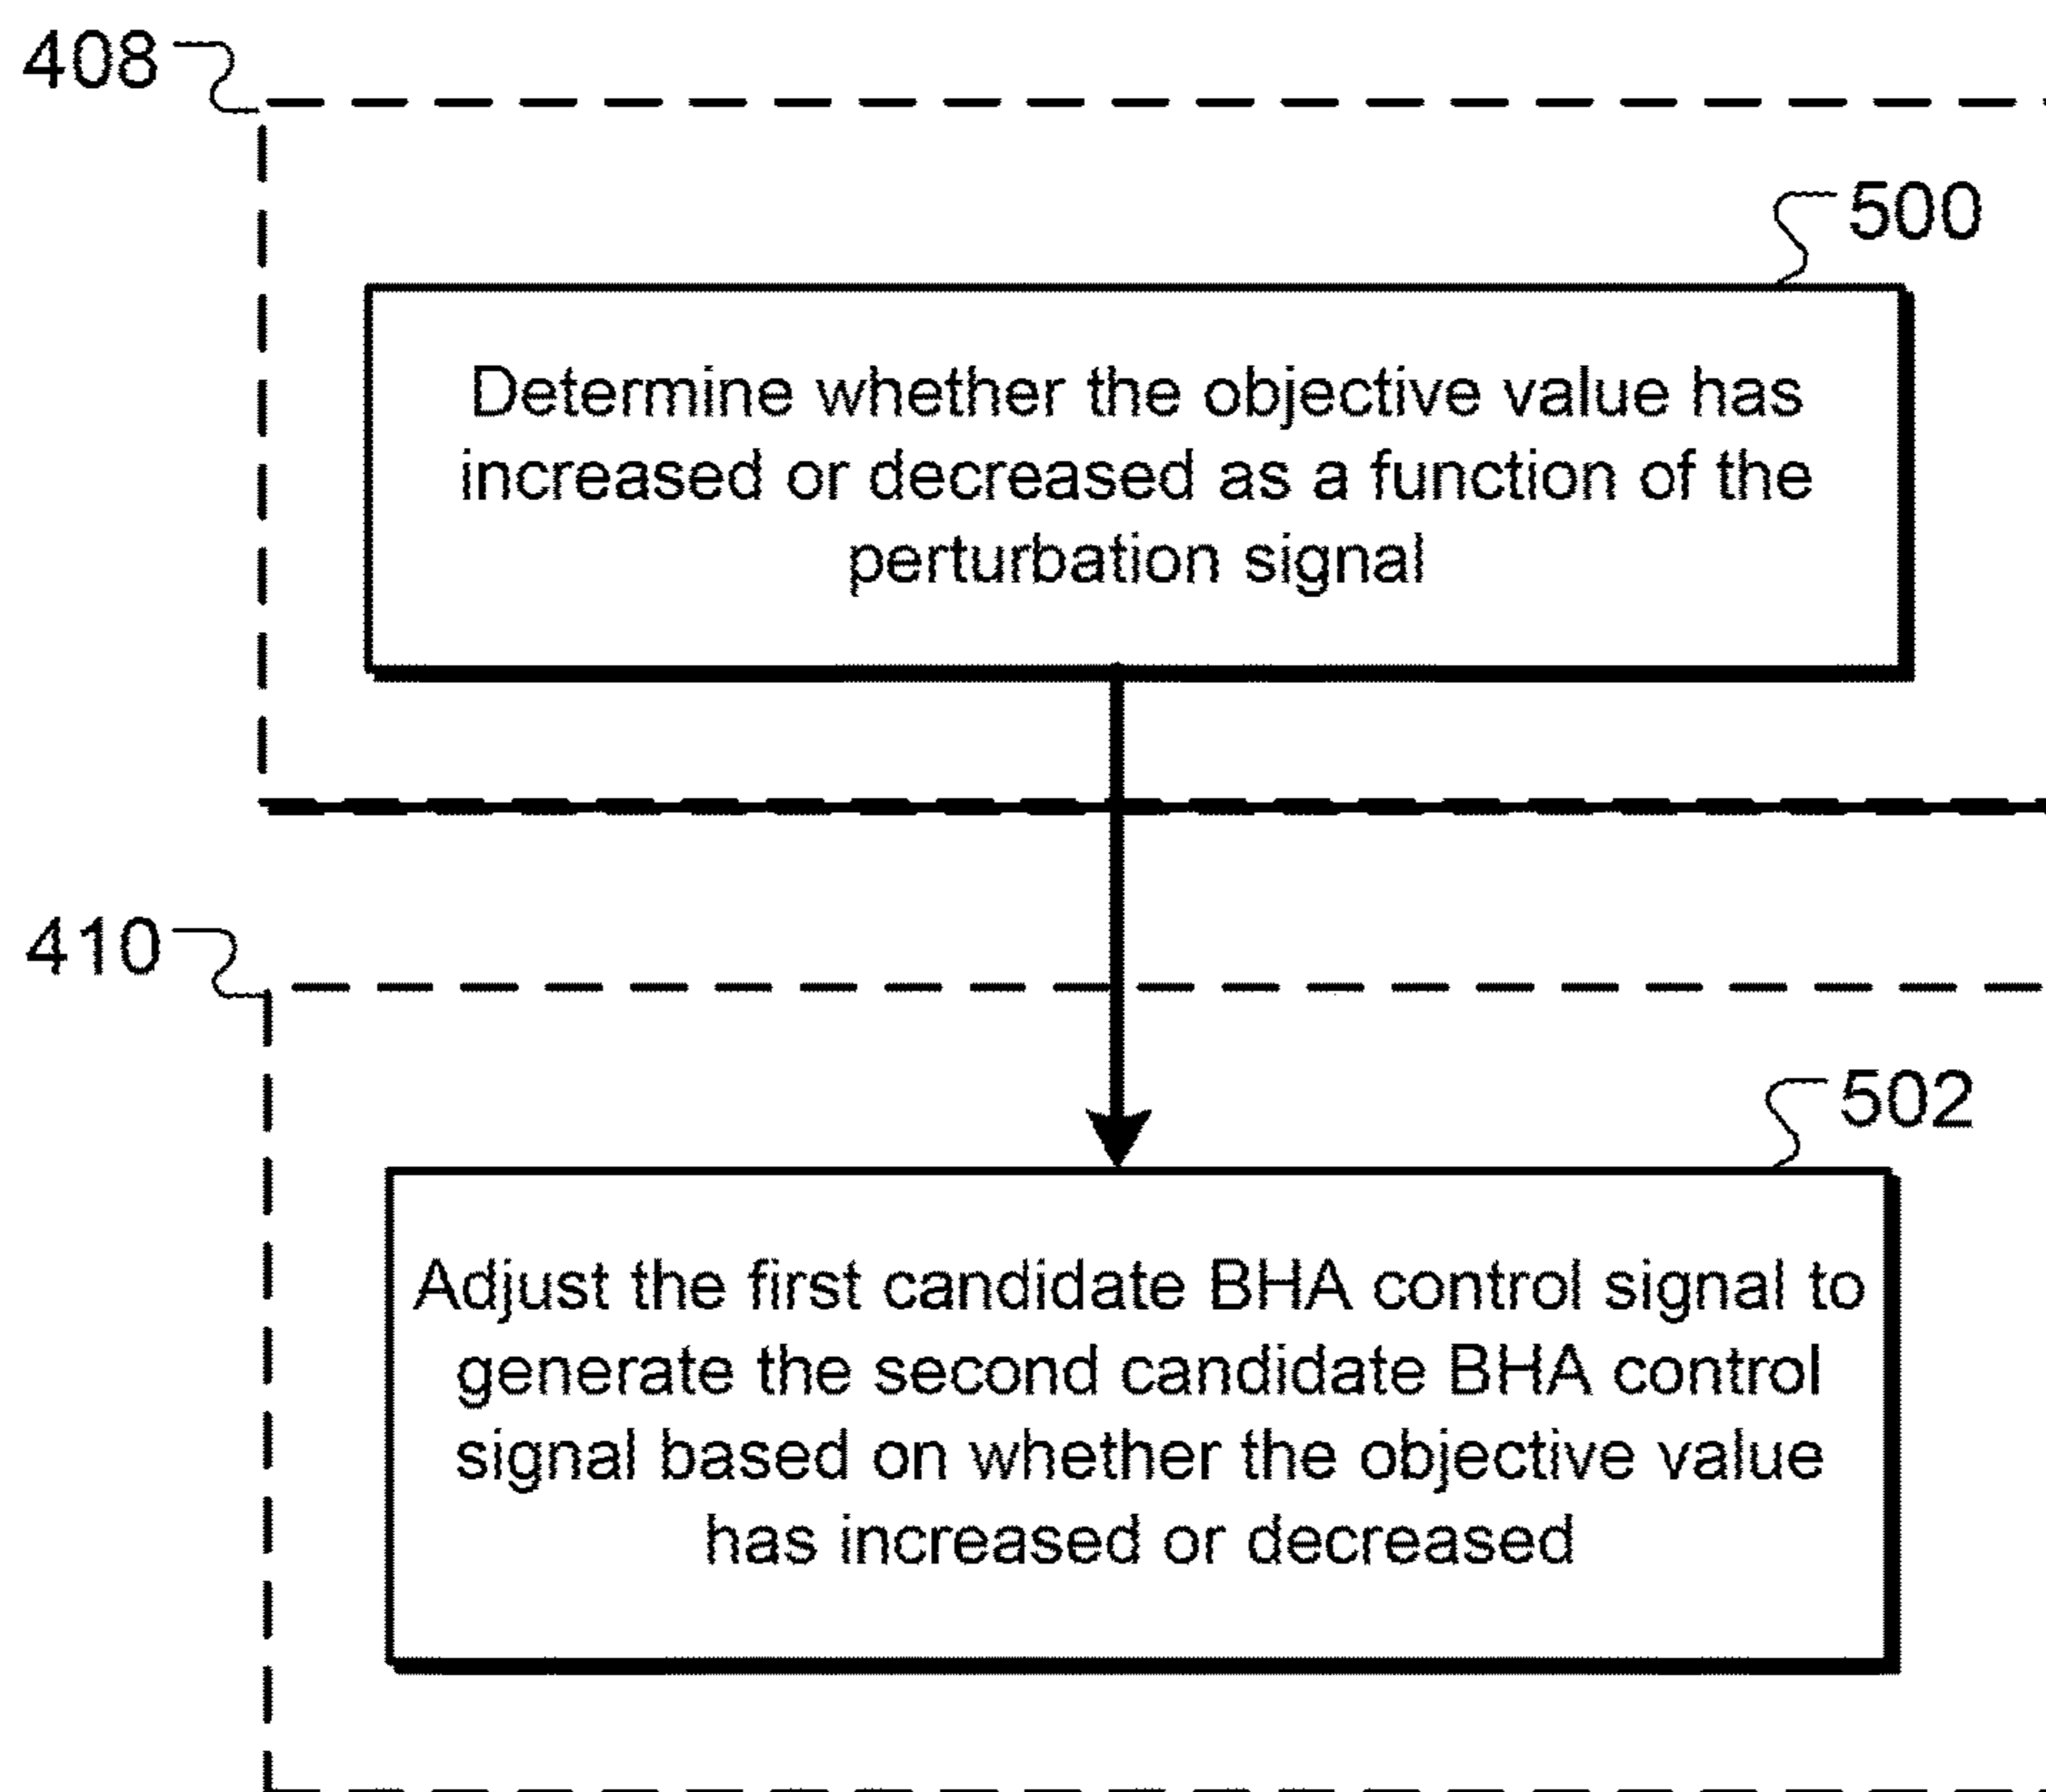 408
500
Determine whether the objective value has
increased or decreased as a function of the
perturbation signal
410
502
Adjust the first candidate BHA control signal to
generate the second candidate BHA control
signal based on whether the objective value
has increased or decreased